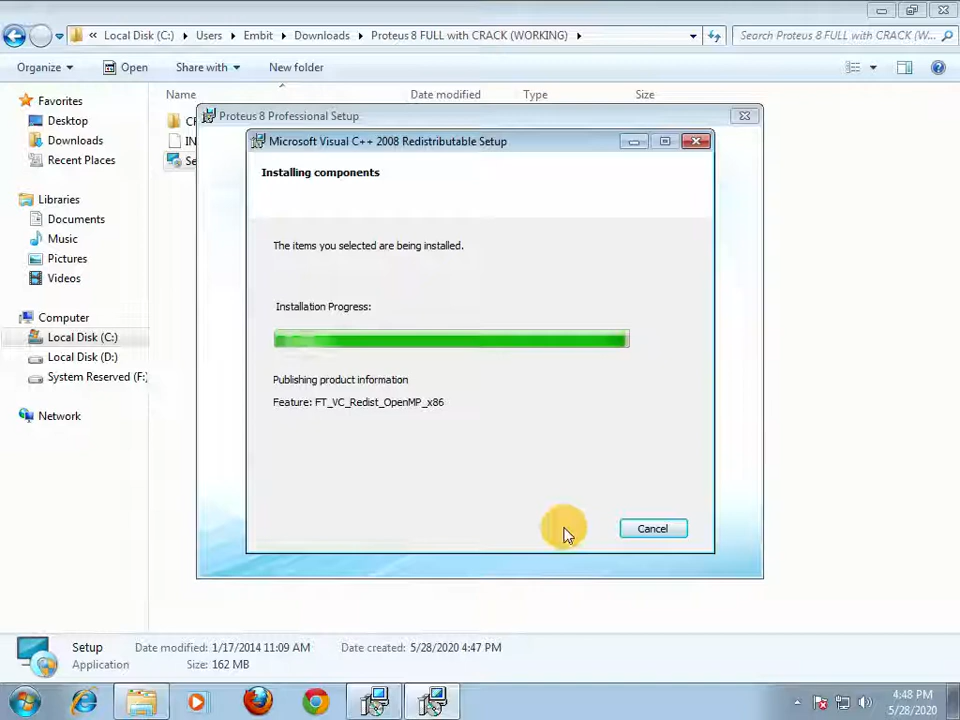 « Local Disk (C:) ▸ Users ▸ Embit ▸ Downloads ▸ Proteus 8 FULL with CRACK (WORKING) ▸
Search Proteus 8 FULL with CRACK (W...
Organize Open Share with New folder
Name Date modified Type Size
Favorites
Desktop
Downloads
Recent Places
Libraries
Documents
Music
Pictures
Videos
Computer
Local Disk (C:)
Local Disk (D:)
System Reserved (F:)
Network
IN
Se
Proteus 8 Professional Setup
Microsoft Visual C++ 2008 Redistributable Setup
Installing components
The items you selected are being installed.
Installation Progress:
Publishing product information
Feature: FT_VC_Redist_OpenMP_x86
Cancel
Setup Date modified: 1/17/2014 11:09 AM Date created: 5/28/2020 4:47 PM
Application Size: 162 MB
4:48 PM
5/28/2020